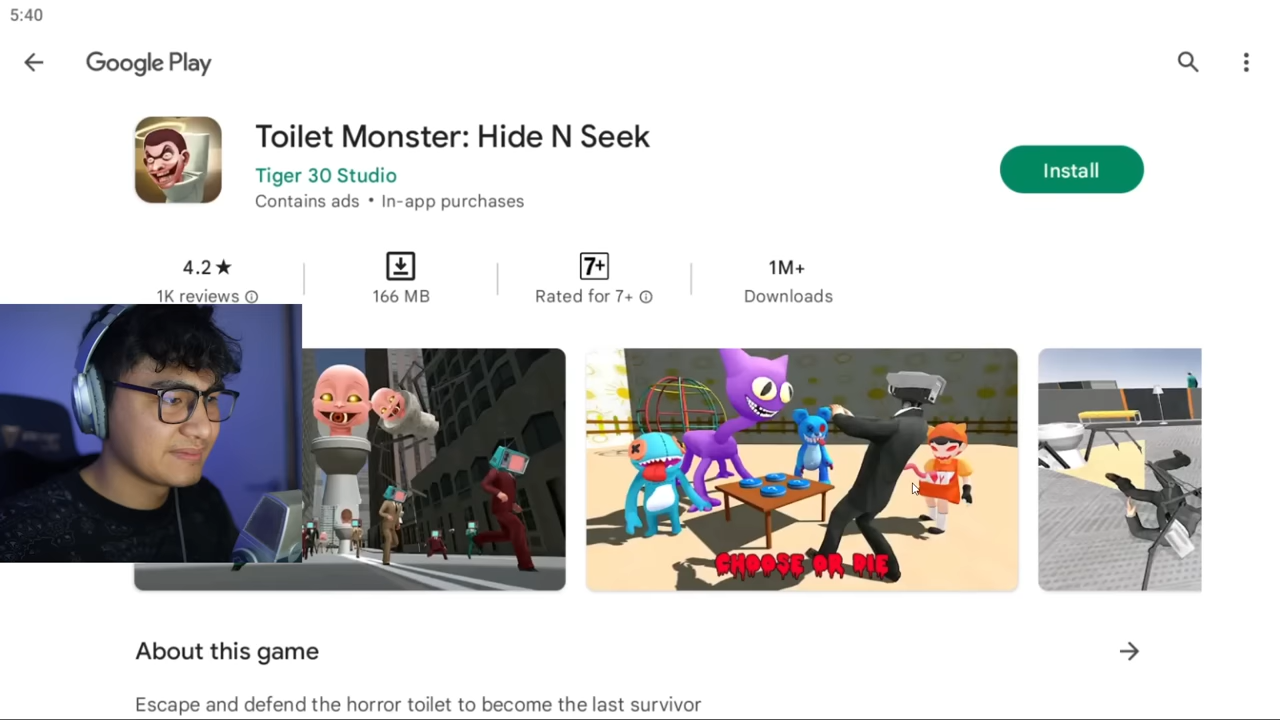 5:40
Google Play
Toilet Monster: Hide N Seek
Tiger 30 Studio
Contains ads • In-app purchases
Install
4.2★
1K reviews
166 MB
7+
Rated for 7+
1M+
Downloads
CHOOSE OR DIE
About this game
Escape and defend the horror toilet to become the last survivor